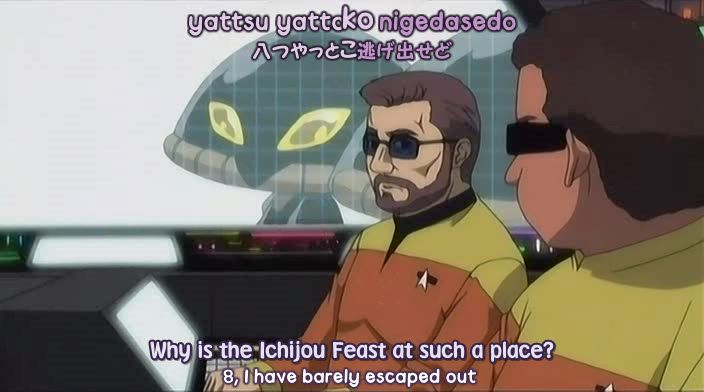 yattsu yattoko nigedasedo
八つやっとこ逃げ出せど
Why is the Ichijou Feast at such a place?
8, I have barely escaped out